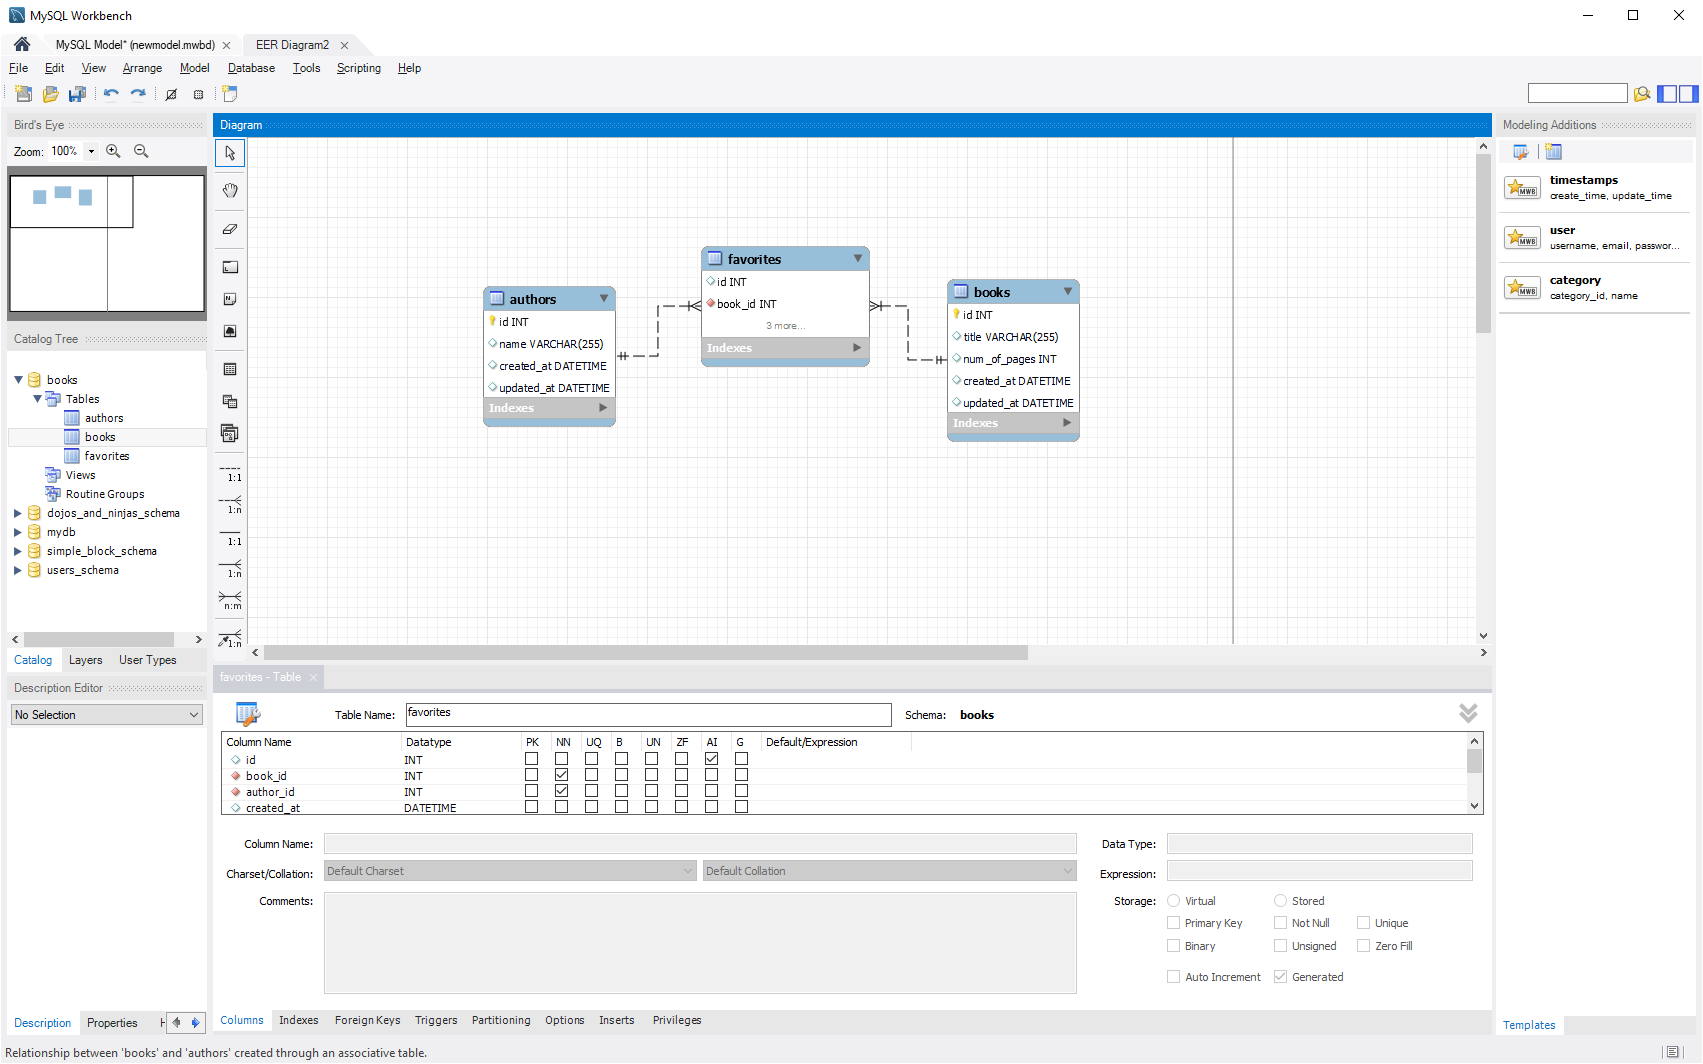 MySQL Workbench
MySQL Model* (newmodel.mwbd)
EER Diagram2
File Edit View Arrange Model Database Tools Scripting Help
Bird's Eye
Zoom: 100%
Catalog Tree
books
Tables
authors
books
favorites
Views
Routine Groups
dojos_and_ninjas_schema
mydb
simple_block_schema
users_schema
Catalog Layers User Types
Description Editor
No Selection
Description Properties H
Diagram
1:1
1:n
1:1
1:n
n:m
1:n
authors
id INT
name VARCHAR(255)
created_at DATETIME
updated_at DATETIME
Indexes
favorites
id INT
book_id INT
3 more...
Indexes
books
id INT
title VARCHAR(255)
num_of_pages INT
created_at DATETIME
updated_at DATETIME
Indexes
Modeling Additions
timestamps
create_time, update_time
user
username, email, passwor...
category
category_id, name
Templates
favorites - Table
Table Name: favorites Schema: books
Column Name Datatype PK NN UQ B UN ZF AI G Default/Expression
id INT
book_id INT
author_id INT
created_at DATETIME
Column Name: Data Type:
Charset/Collation: Default Charset Default Collation Expression:
Comments: Storage: Virtual Stored
Primary Key Not Null Unique
Binary Unsigned Zero Fill
Auto Increment Generated
Columns Indexes Foreign Keys Triggers Partitioning Options Inserts Privileges
Relationship between 'books' and 'authors' created through an associative table.